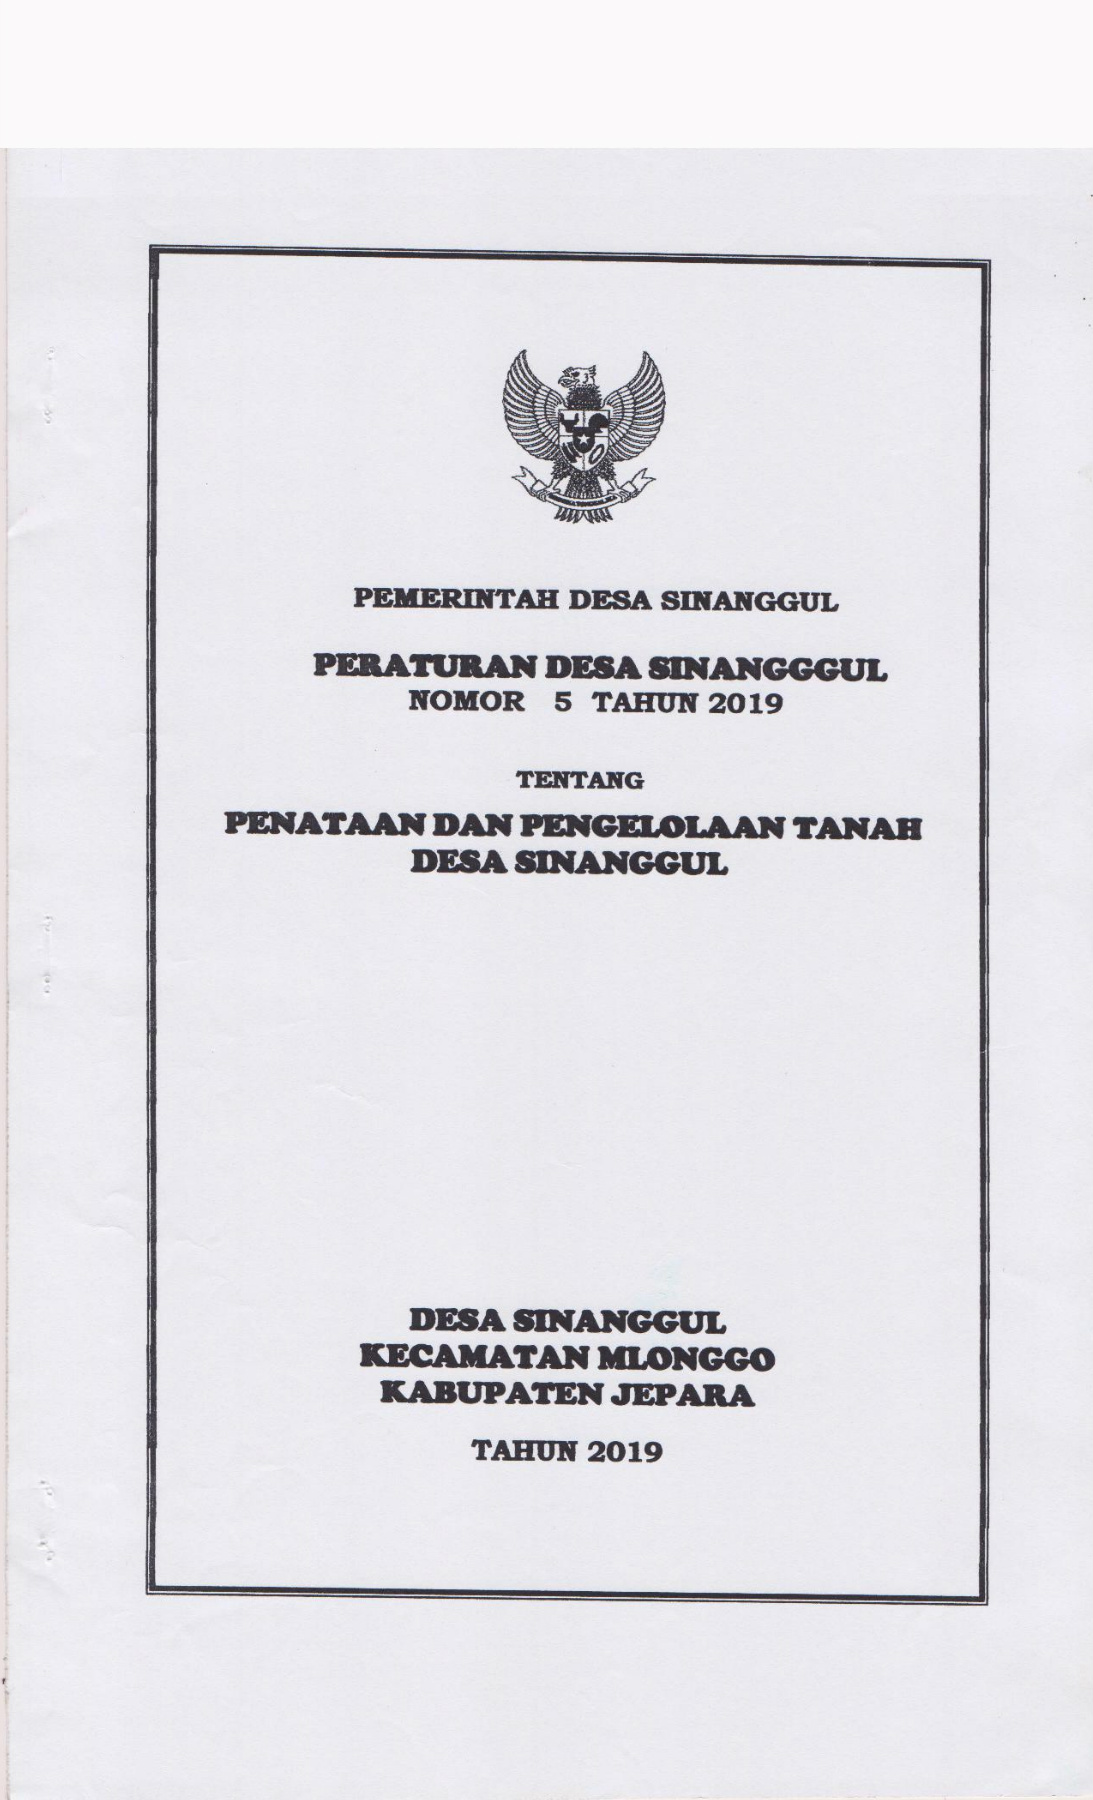 PEMERINTAH DESA SINANGGUL
PERATURAN DESA SINANGGGUL
NOMOR 5 TAHUN 2019
TENTANG
PENATAAN DAN PENGELOLAAN TANAH
DESA SINANGGUL
DESA SINANGGUL
KECAMATAN MLONGGO
KABUPATEN JEPARA
TAHUN 2019